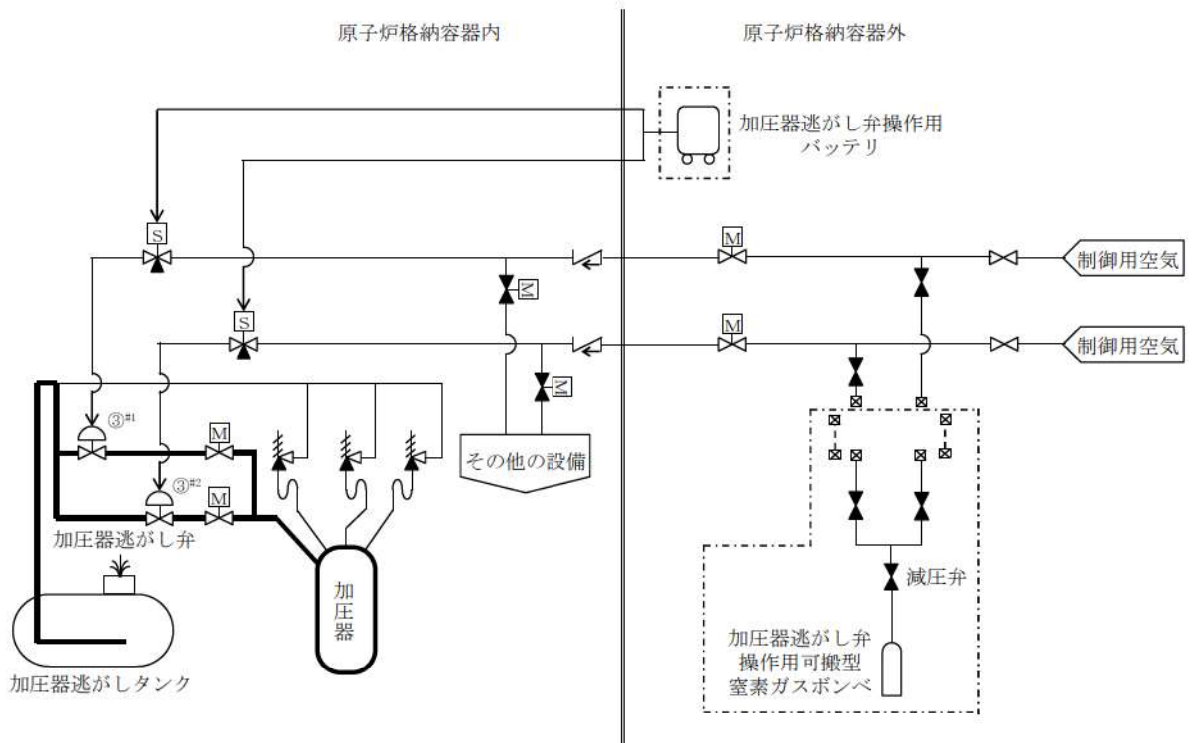 原子炉格納容器内
原子炉格納容器外
加圧器逃がし弁操作用
バッテリ
S
M
制御用空気
M
S
M
制御用空気
M
③#1
M
その他の設備
③#2
M
加圧器逃がし弁
減圧弁
加圧器
加圧器逃がし弁
操作用可搬型
窒素ガスボンベ
加圧器逃がしタンク